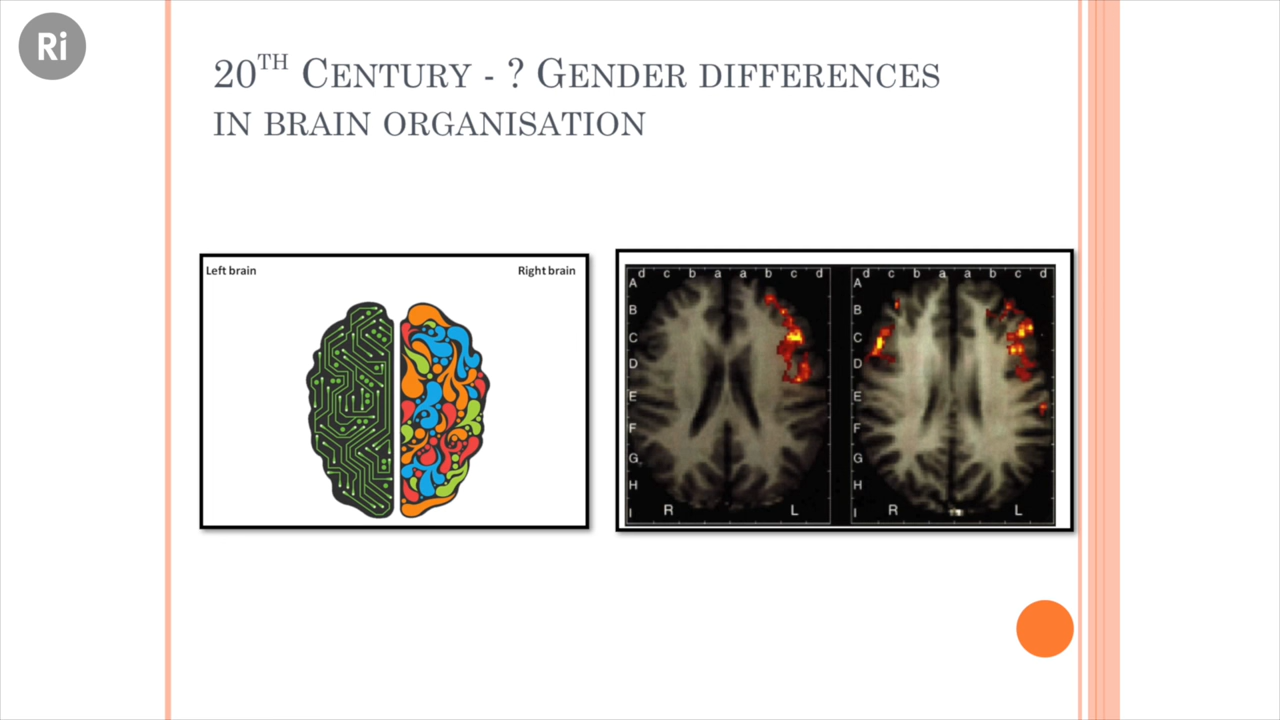 Ri
20TH CENTURY - ? GENDER DIFFERENCES
IN BRAIN ORGANISATION
Left brain
Right brain
d c b a a b c d
A
B
C
D
E
F
G
H
I
R L
d c b a a b c d
A
B
C
D
E
F
G
H
I
R L